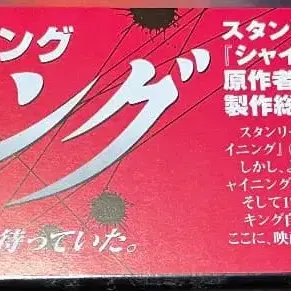 ング
ング
待っていた。
スタン
『シャイ
原作者
製作総
スタンリー
イニング』
しかし、
ャイニング
そして1
キング自
ここに、映